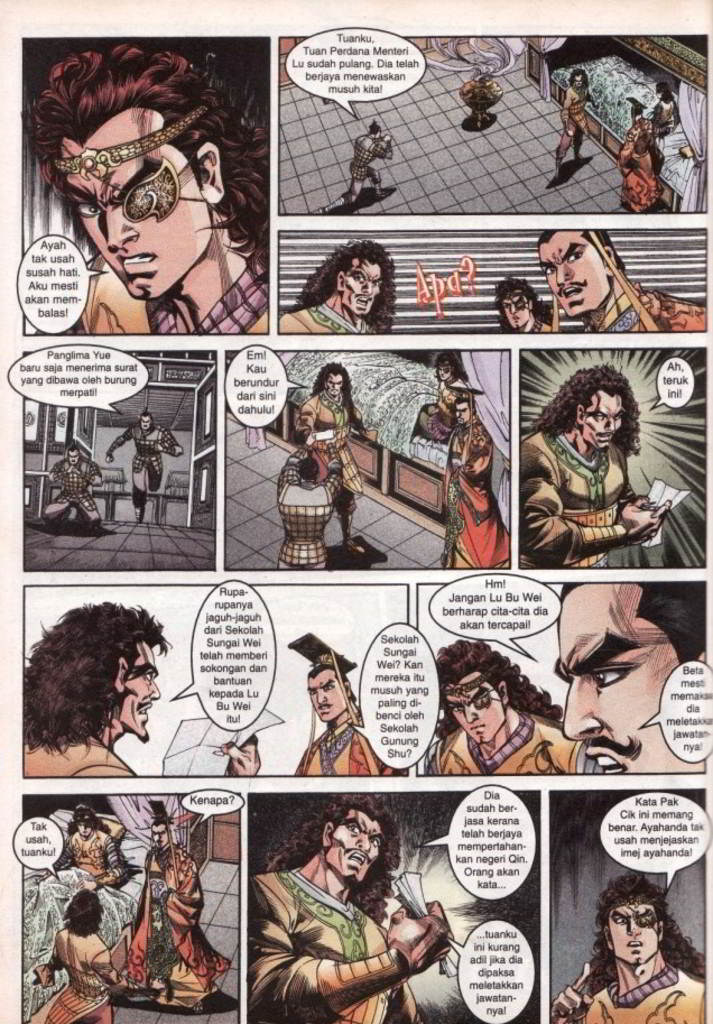 Ayah
tak usah
susah hati.
Aku mesti
akan mem-
balas!
Tuanku,
Tuan Perdana Menteri
Lu sudah pulang. Dia telah
berjaya menewaskan
musuh kita!
Apa?
Panglima Yue
baru saja menerima surat
yang dibawa oleh burung
merpati!
Em!
Kau
berundur
dari sini
dahulu!
Ah,
teruk
ini!
Rupa-
rupanya
jaguh-jaguh
dari Sekolah
Sungai Wei
telah memberi
sokongan dan
bantuan
kepada Lu
Bu Wei
itu!
Sekolah
Sungai
Wei? Kan
mereka itu
musuh yang
paling di-
benci oleh
Sekolah
Gunung
Shu?
Hm!
Jangan Lu Bu Wei
berharap cita-cita dia
akan tercapai!
Beta
mesti
memaksa
dia
meletakkan
jawatan-
nya!
Tak
usah,
tuanku!
Kenapa?
Dia
sudah ber-
jasa kerana
telah berjaya
mempertahan-
kan negeri Qin.
Orang akan
kata...
...tuanku
ini kurang
adil jika dia
dipaksa
meletakkan
jawatan-
nya!
Kata Pak
Cik ini memang
benar. Ayahanda tak
usah menjejaskan
imej ayahanda!